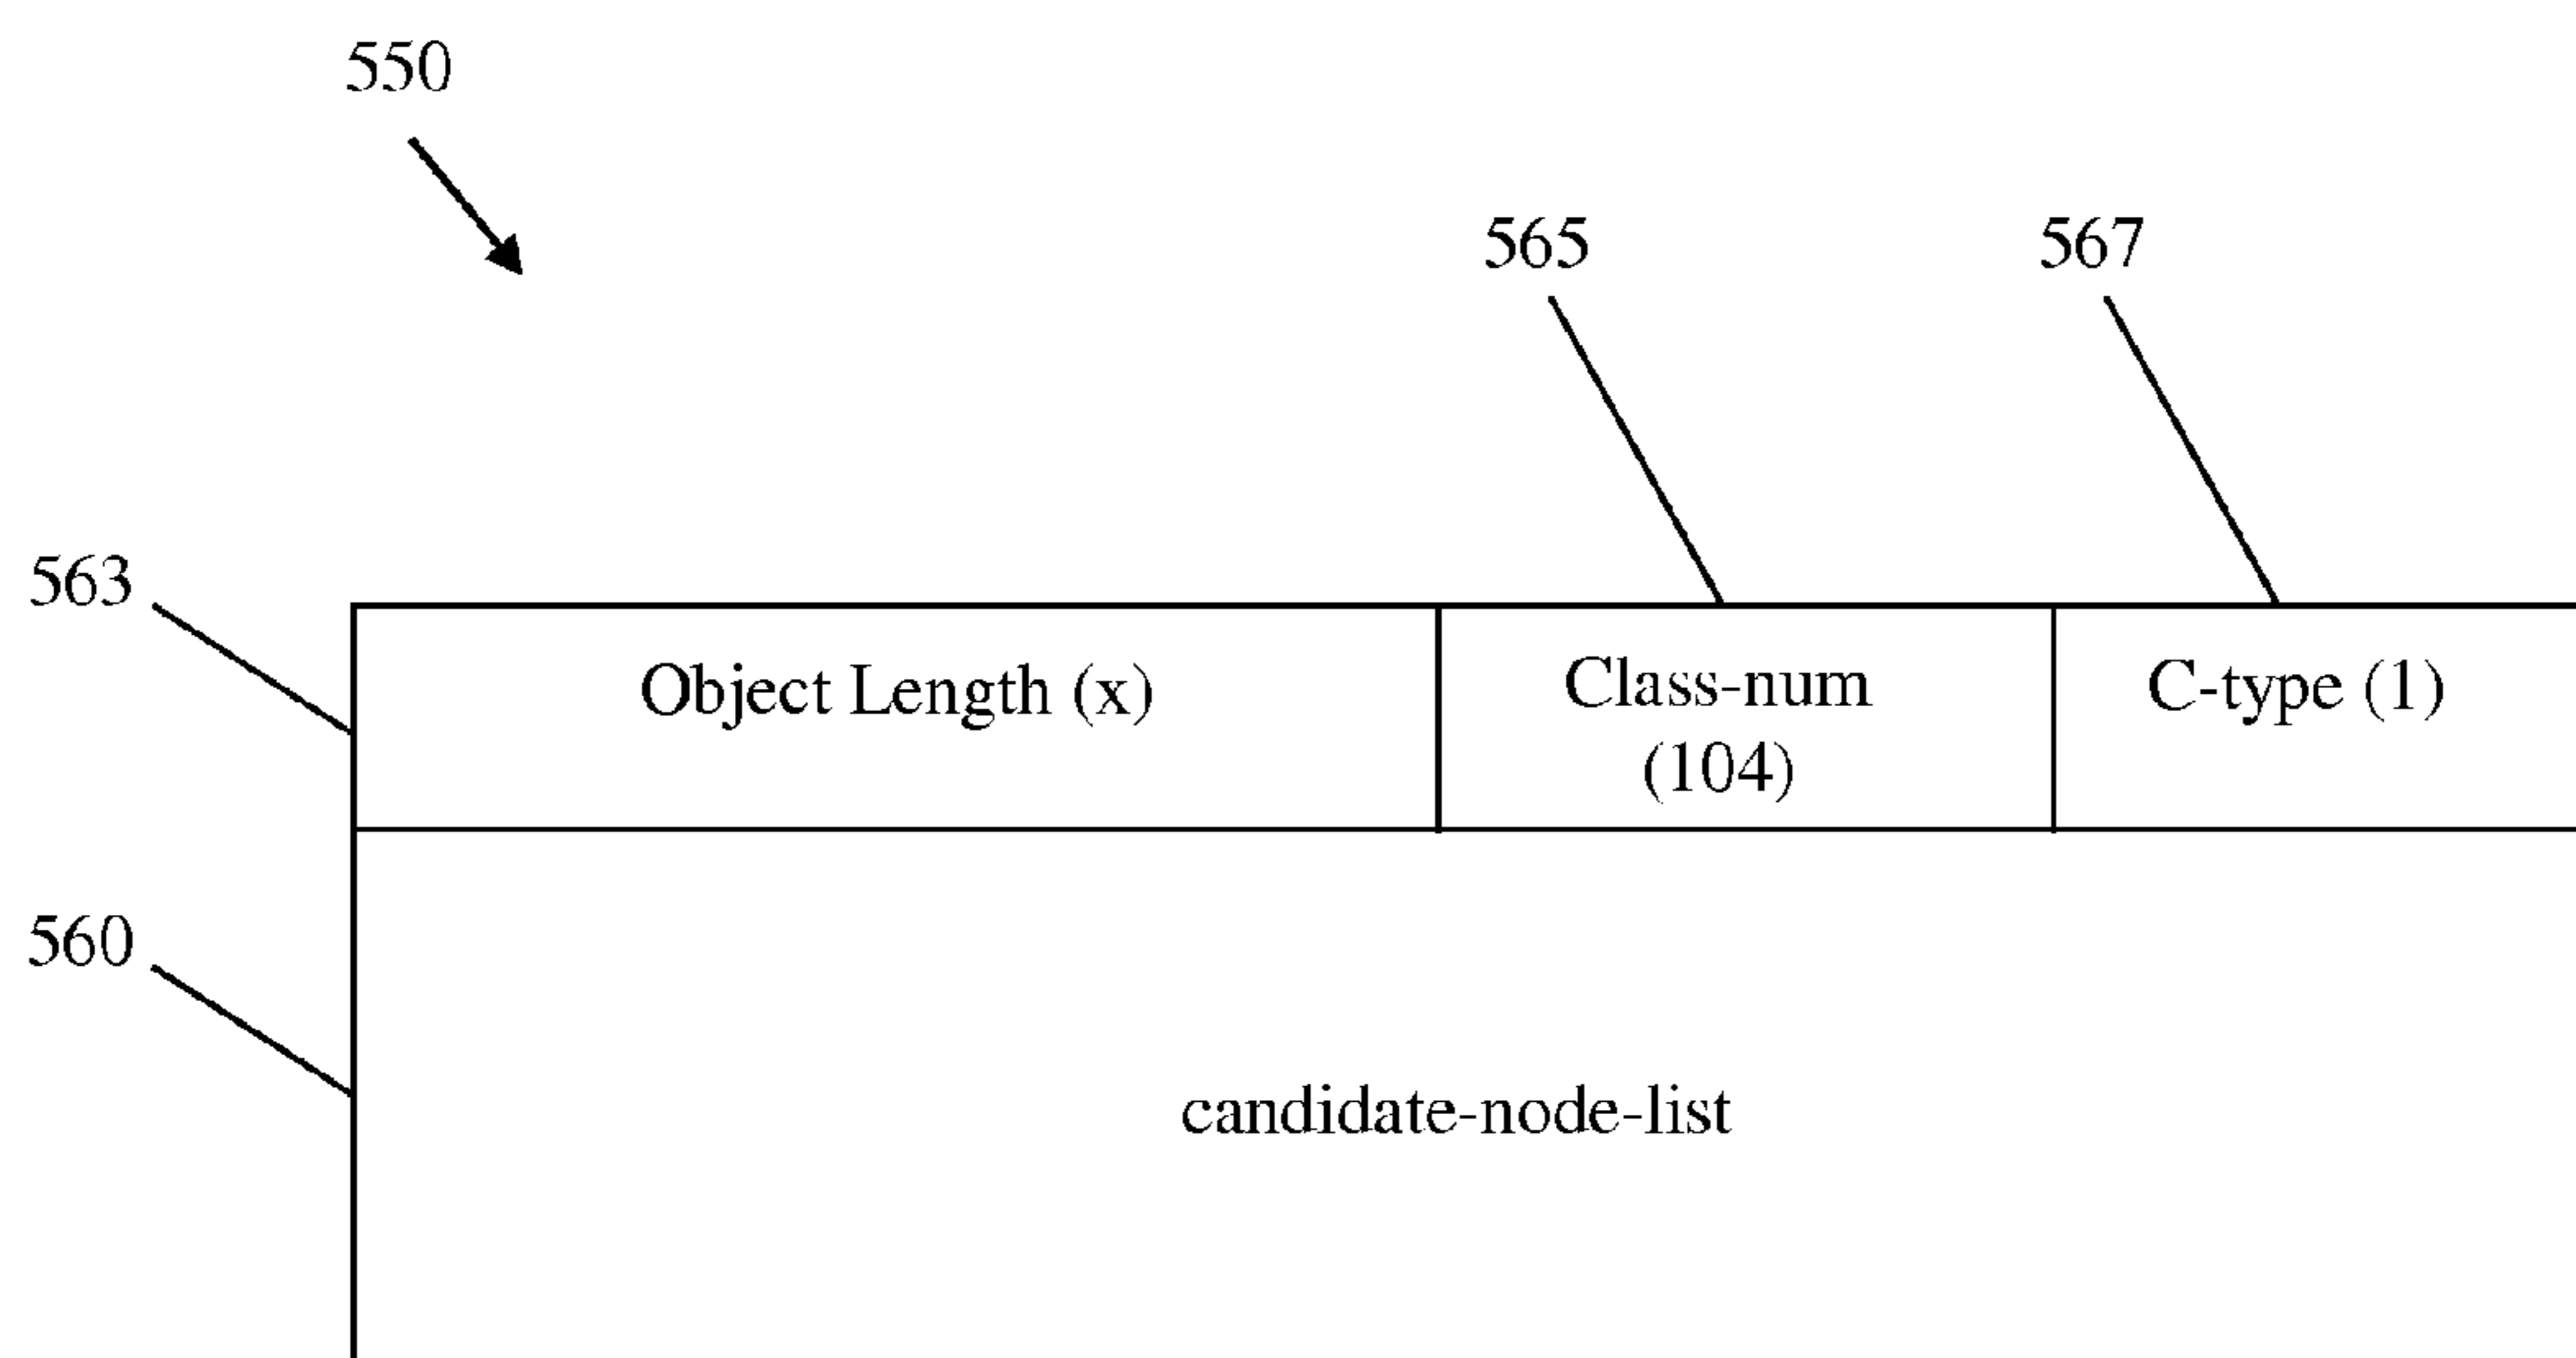 550
565
567
563
Object Length (x)
Class-num
(104)
C-type (1)
560
candidate-node-list